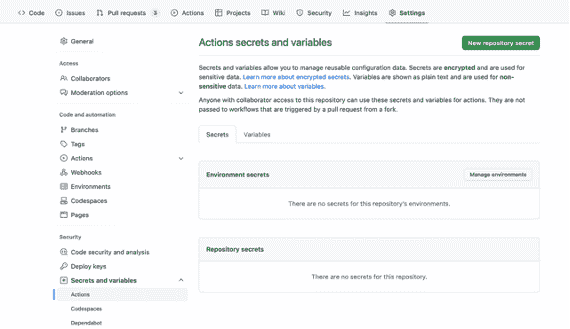 Code Issues Pull requests 3 Actions Projects Wiki Security Insights Settings
General
Access
Collaborators
Moderation options
Code and automation
Branches
Tags
Actions
Webhooks
Environments
Codespaces
Pages
Security
Code security and analysis
Deploy keys
Secrets and variables
Actions
Codespaces
Dependabot
Actions secrets and variables
New repository secret
Secrets and variables allow you to manage reusable configuration data. Secrets are encrypted and are used for
sensitive data. Learn more about encrypted secrets. Variables are shown as plain text and are used for non-
sensitive data. Learn more about variables.
Anyone with collaborator access to this repository can use these secrets and variables for actions. They are not
passed to workflows that are triggered by a pull request from a fork.
Secrets Variables
Environment secrets
Manage environments
There are no secrets for this repository's environments.
Repository secrets
There are no secrets for this repository.